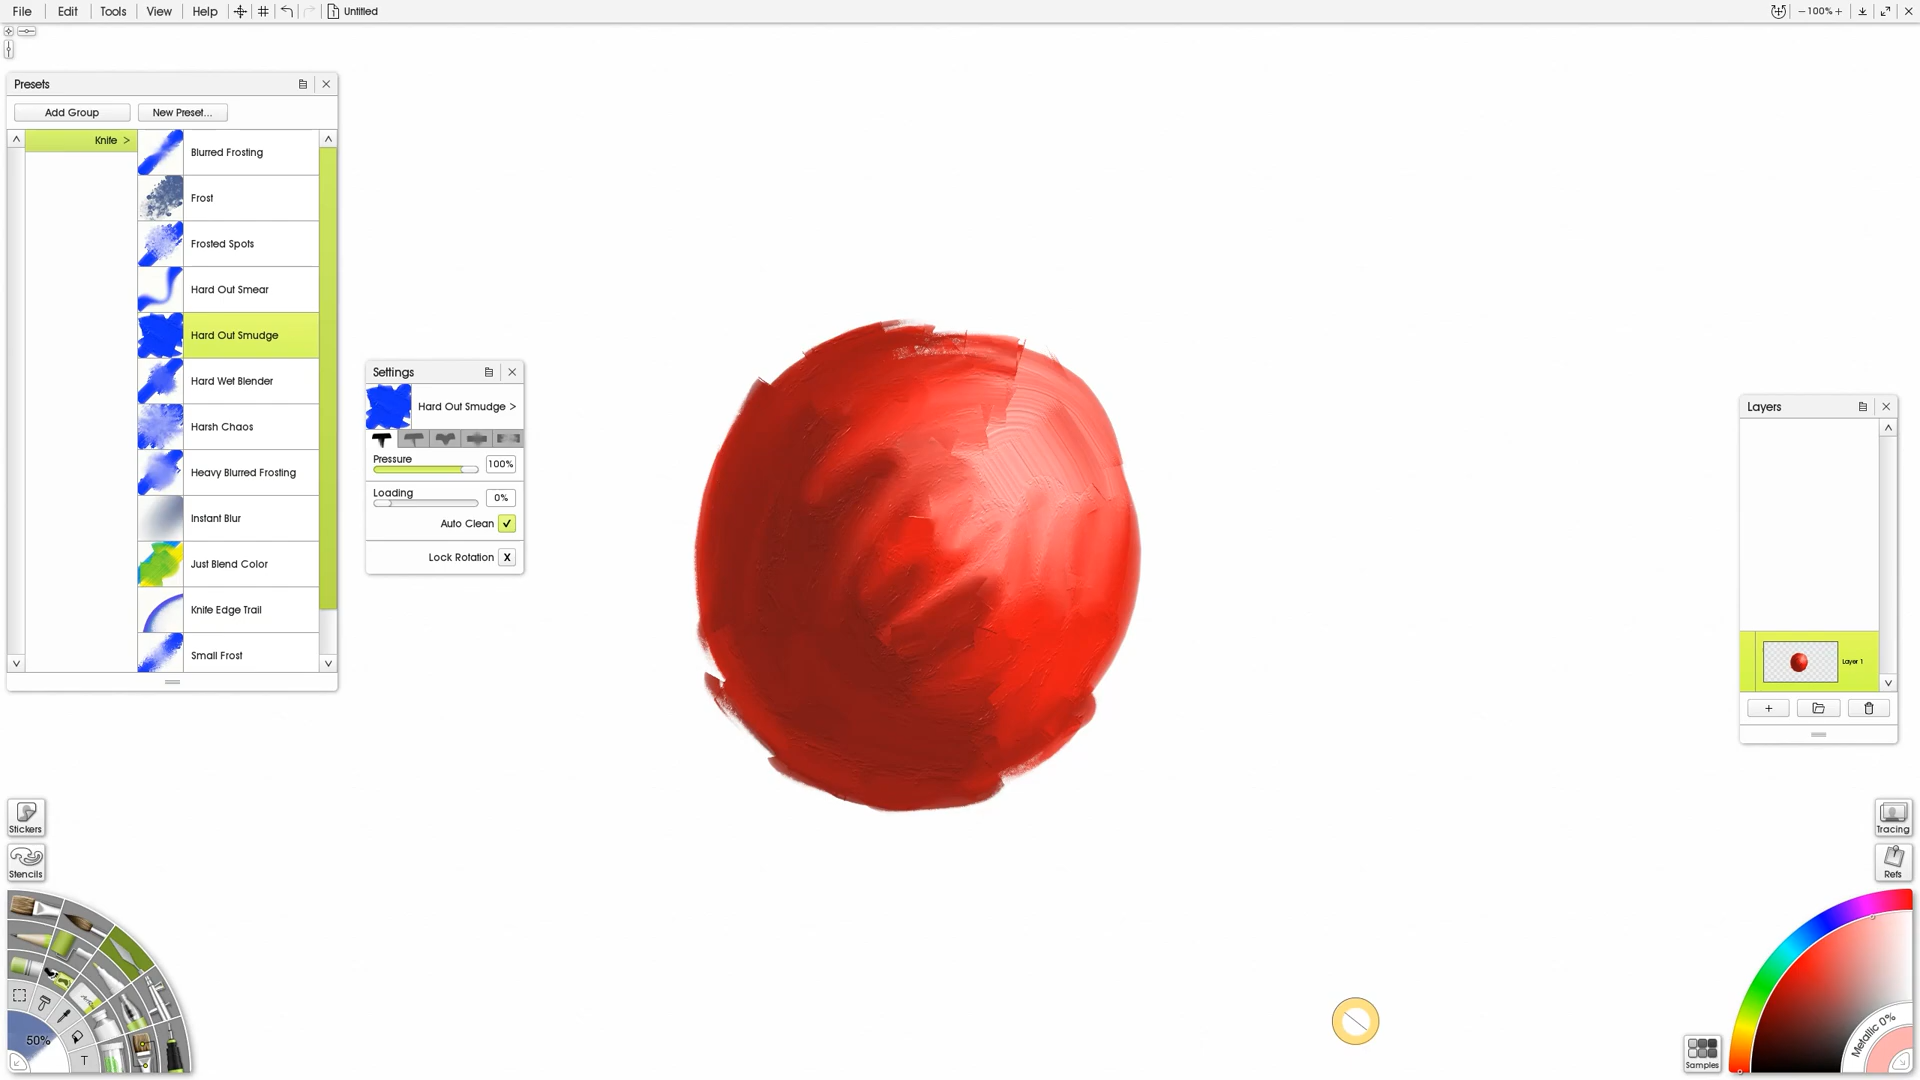 File Edit Tools View Help Untitled −100%+
Presets
Add Group New Preset...
Knife >
Blurred Frosting
Frost
Frosted Spots
Hard Out Smear
Hard Out Smudge
Hard Wet Blender
Harsh Chaos
Heavy Blurred Frosting
Instant Blur
Just Blend Color
Knife Edge Trail
Small Frost
Settings
Hard Out Smudge >
Pressure
100%
Loading
0%
Auto Clean
Lock Rotation X
Layers
Layer 1
Stickers
Stencils
50%
T
Tracing
Refs
Samples
Metallic 0%